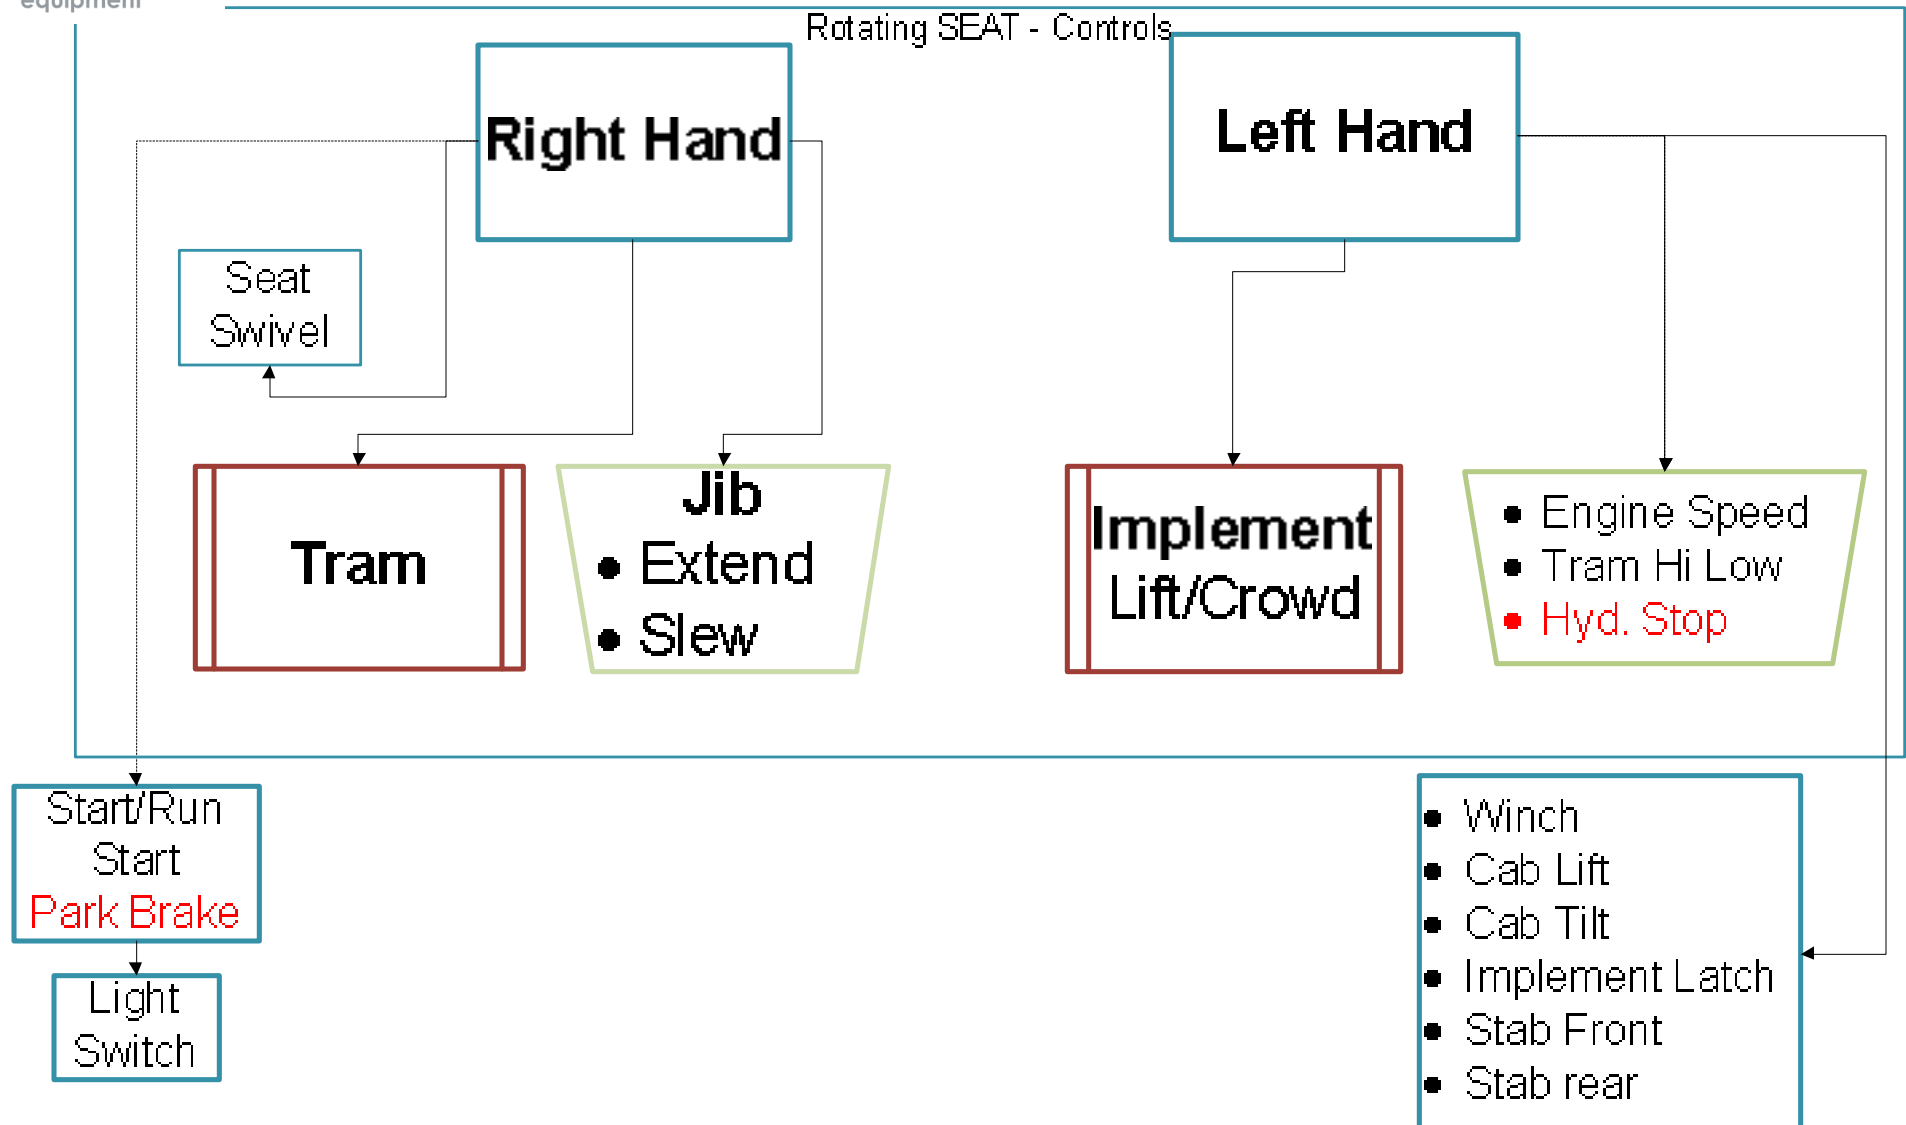 equipment
Rotating SEAT - Controls
Right Hand
Left Hand
Seat
Swivel
Tram
Jib
• Extend
• Slew
Implement
Lift/Crowd
• Engine Speed
• Tram Hi Low
• Hyd. Stop
Start/Run
Start
Park Brake
Light
Switch
• Winch
• Cab Lift
• Cab Tilt
• Implement Latch
• Stab Front
• Stab rear